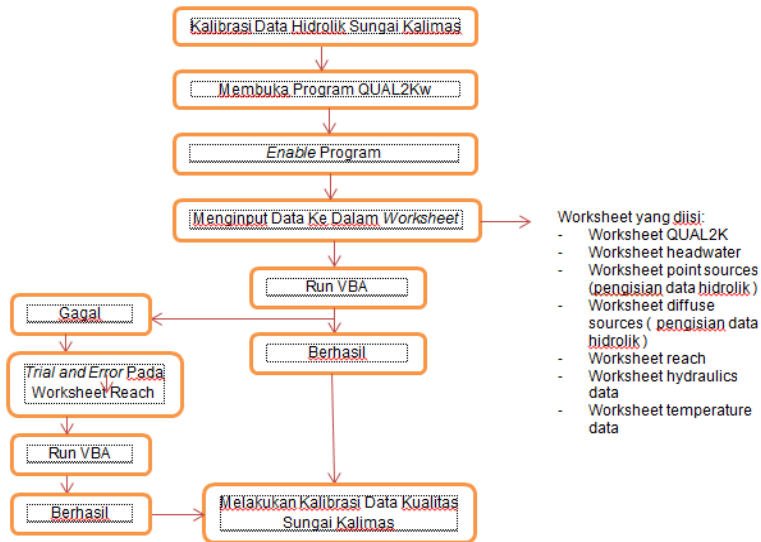 Kalibrasi Data Hidrolik Sungai Kalimas
Membuka Program QUAL2Kw
Enable Program
Menginput Data Ke Dalam Worksheet
Worksheet yang diisi:
- Worksheet QUAL2K
- Worksheet headwater
- Worksheet point sources
(pengisian data hidrolik )
- Worksheet diffuse
sources ( pengisian data
hidrolik )
- Worksheet reach
- Worksheet hydraulics
data
- Worksheet temperature
data
Run VBA
Gagal
Berhasil
Trial and Error Pada
Worksheet Reach
Run VBA
Berhasil
Melakukan Kalibrasi Data Kualitas
Sungai Kalimas